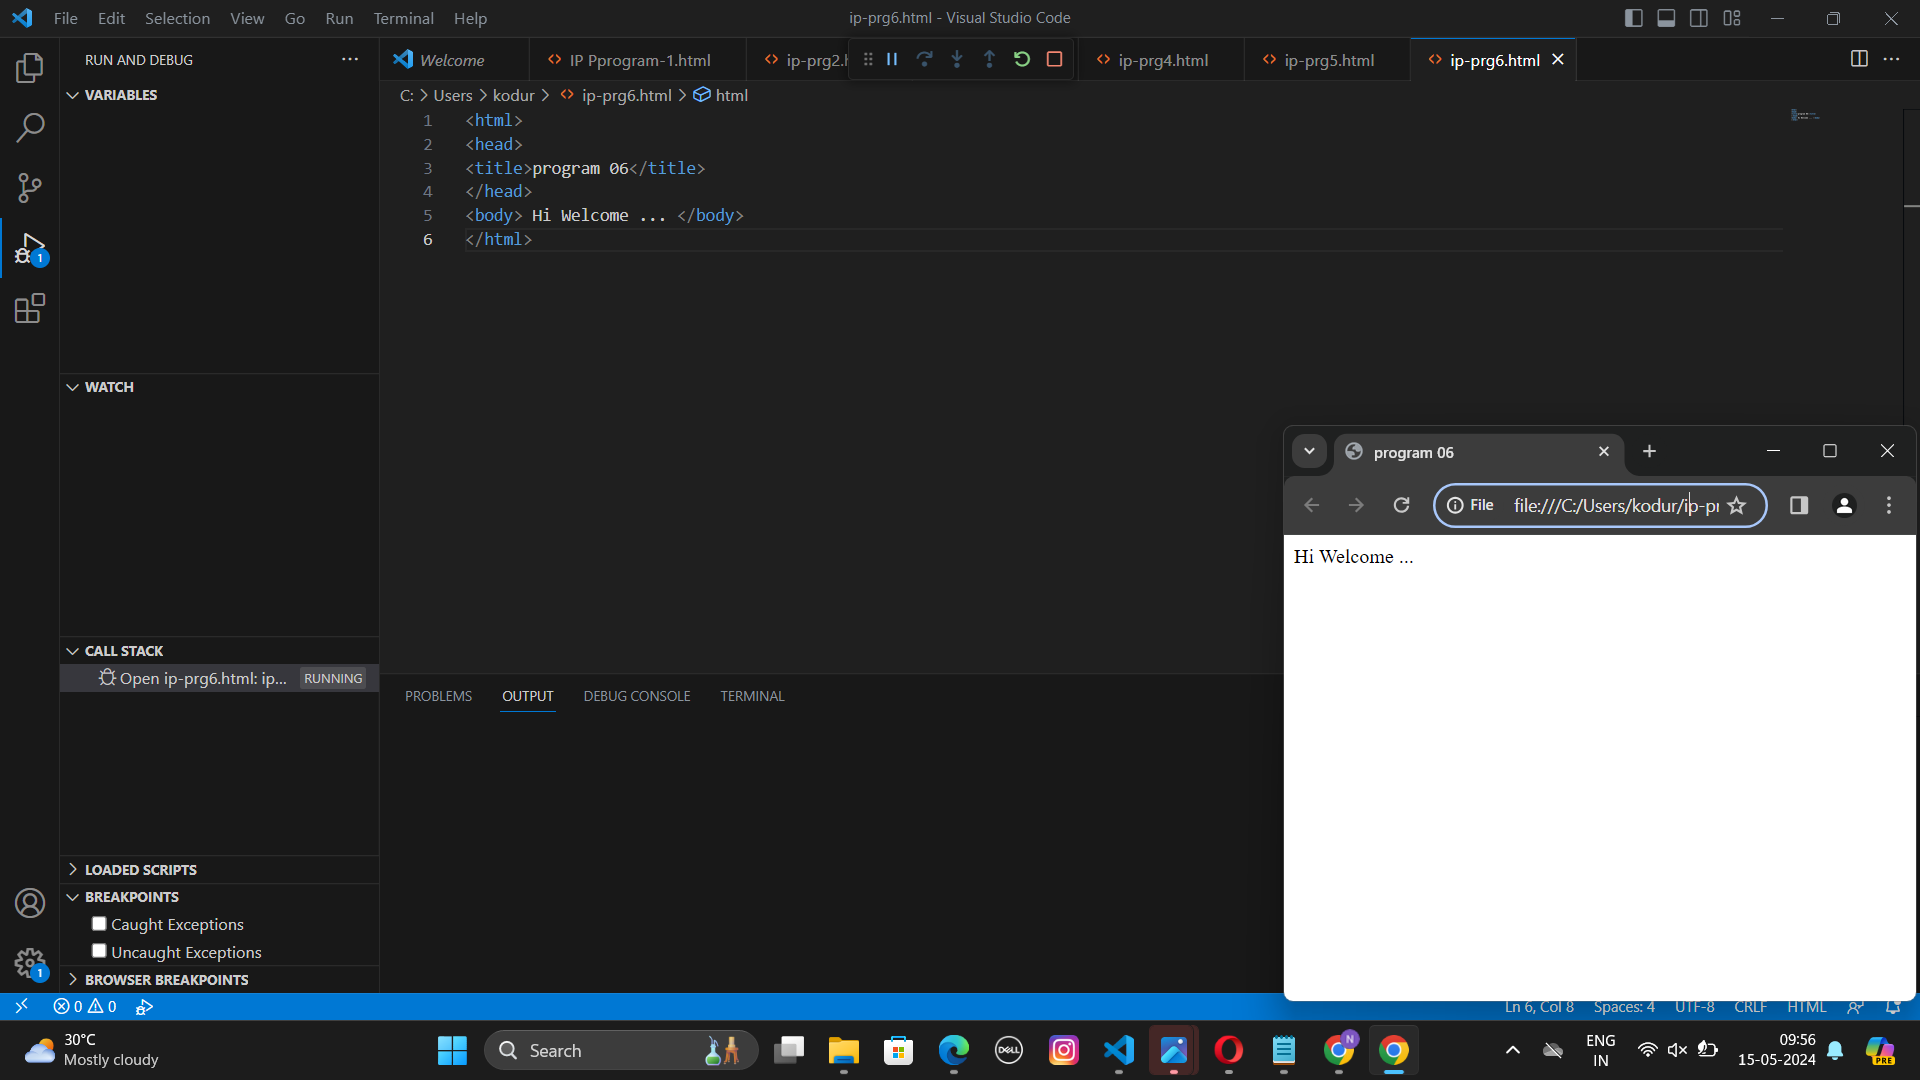 File Edit Selection View Go Run Terminal Help
ip-prg6.html - Visual Studio Code
RUN AND DEBUG
VARIABLES
WATCH
CALL STACK
Open ip-prg6.html: ip... RUNNING
LOADED SCRIPTS
BREAKPOINTS
Caught Exceptions
Uncaught Exceptions
BROWSER BREAKPOINTS
Welcome IP Pprogram-1.html ip-prg2.h ip-prg4.html ip-prg5.html ip-prg6.html
C: > Users > kodur > ip-prg6.html > html
1 <html>
2 <head>
3 <title>program 06</title>
4 </head>
5 <body> Hi Welcome ... </body>
6 </html>
PROBLEMS OUTPUT DEBUG CONSOLE TERMINAL
program 06
File file:///C:/Users/kodur/ip-pr
Hi Welcome ...
1
1
0 0
Ln 6, Col 8 Spaces: 4 UTF-8 CRLF HTML
30°C
Mostly cloudy
Search
DELL
N
ENG
IN
09:56
15-05-2024
PRE